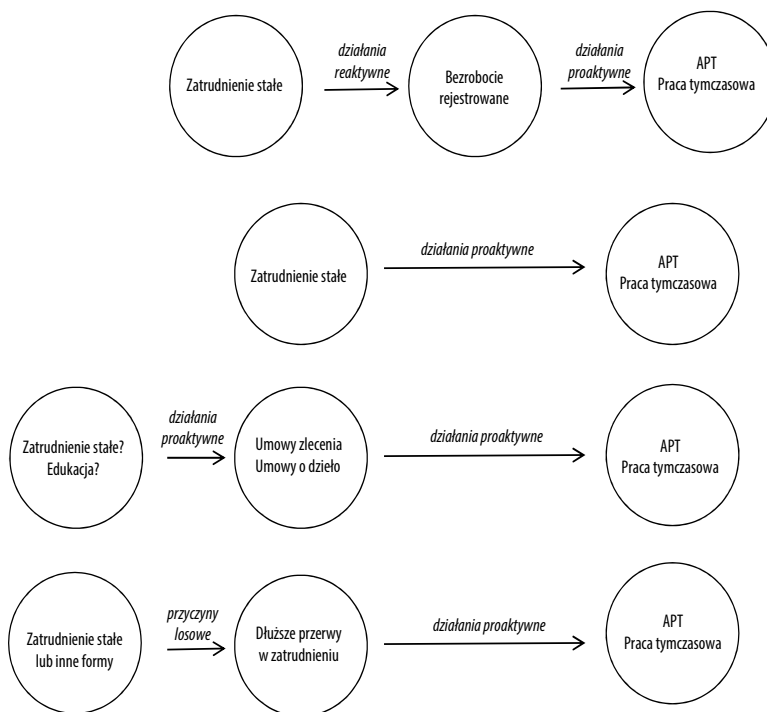 działania
reaktywne
działania
proaktywne
Zatrudnienie stałe
Bezrobocie
rejestrowane
APT
Praca tymczasowa
działania proaktywne
Zatrudnienie stałe
APT
Praca tymczasowa
działania
proaktywne
działania proaktywne
Zatrudnienie stałe?
Edukacja?
Umowy zlecenia
Umowy o dzieło
APT
Praca tymczasowa
przyczyny
losowe
działania proaktywne
Zatrudnienie stałe
lub inne formy
Dłuższe przerwy
w zatrudnieniu
APT
Praca tymczasowa